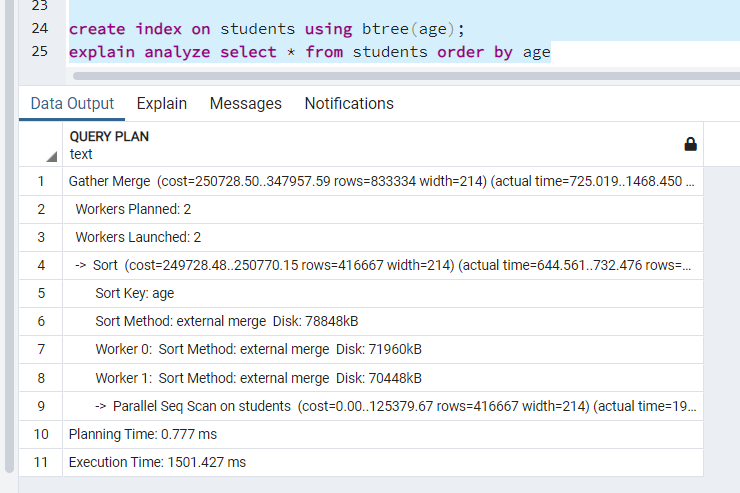 23
24 create index on students using btree(age);
25 explain analyze select * from students order by age
Data Output Explain Messages Notifications
QUERY PLAN
text
1 Gather Merge (cost=250728.50..347957.59 rows=833334 width=214) (actual time=725.019..1468.450 ...
2 Workers Planned: 2
3 Workers Launched: 2
4 -> Sort (cost=249728.48..250770.15 rows=416667 width=214) (actual time=644.561..732.476 rows=...
5 Sort Key: age
6 Sort Method: external merge Disk: 78848kB
7 Worker 0: Sort Method: external merge Disk: 71960kB
8 Worker 1: Sort Method: external merge Disk: 70448kB
9 -> Parallel Seq Scan on students (cost=0.00..125379.67 rows=416667 width=214) (actual time=19...
10 Planning Time: 0.777 ms
11 Execution Time: 1501.427 ms